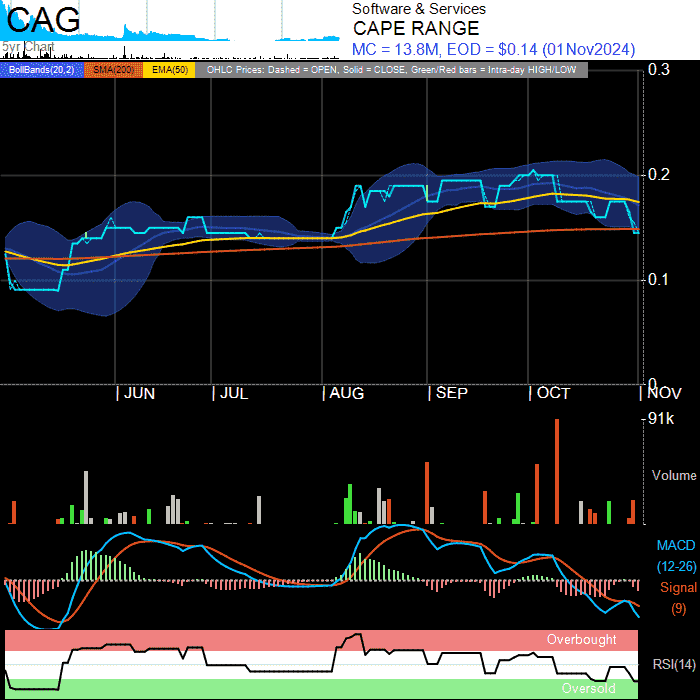 CAG
Software & Services
CAPE RANGE
5yr Chart
MC = 13.8M, EOD = $0.14 (01Nov2024)
BollBands(20,2) SMA(200) EMA(50) OHLC Prices: Dashed = OPEN, Solid = CLOSE, Green/Red bars = Intra-day HIGH/LOW
0.3
0.2
0.1
0
| JUN | JUL | AUG | SEP | OCT | NOV
91k
Volume
MACD
(12-26)
Signal
(9)
Overbought
RSI(14)
Oversold